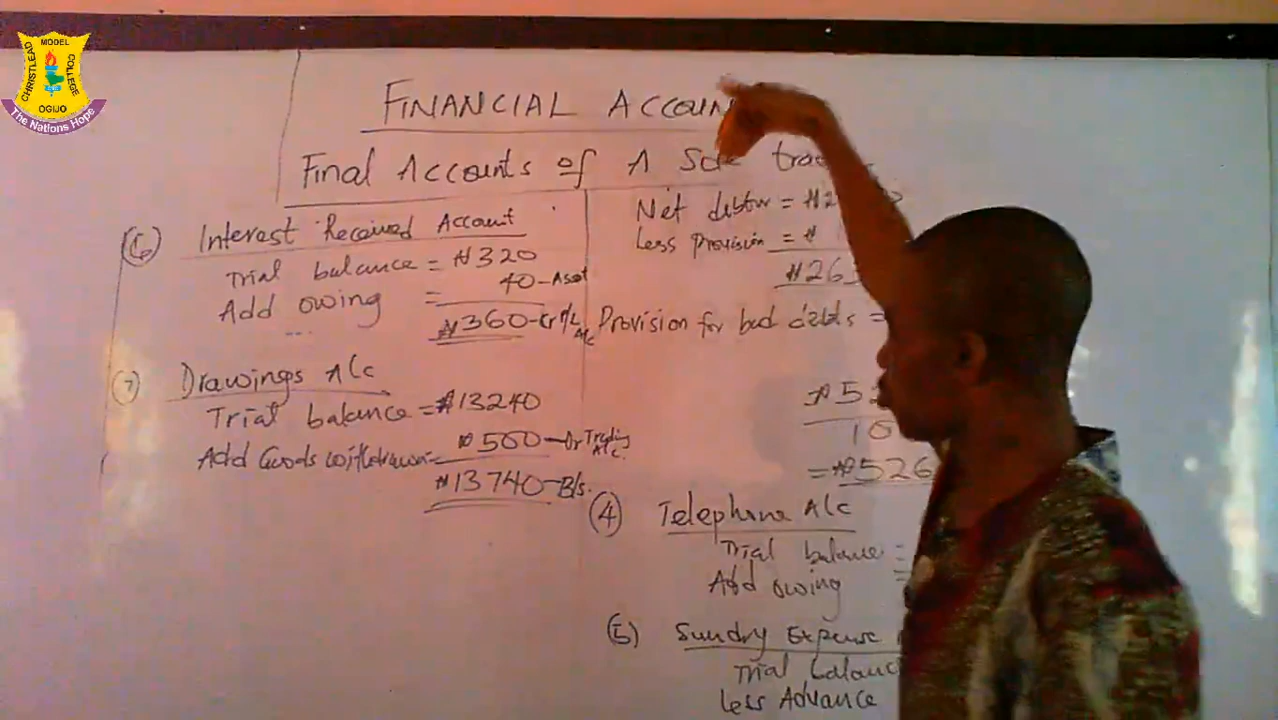 CHRISTLEAD MODEL COLLEGE
OGIJO
The Nations Hope
FINANCIAL ACCOUN
Final Accounts of A Sole trad
(6) Interest Received Account
Trial balance = ₦320
Add owing = 40 - Asset
₦360 - Cr P/L A/c
(7) Drawings A/c
Trial balance = ₦13240
Add Goods withdrawn = ₦500 - Dr Trading A/c.
₦13740 - B/s.
Net debtor = ₦2
Less Provision = ₦1
₦26
Provision for bad debts =
₦52
10
= ₦526
(4) Telephone A/c
Trial balance =
Add owing =
(5) Sundry Expense
Trial balanc
Less Advance